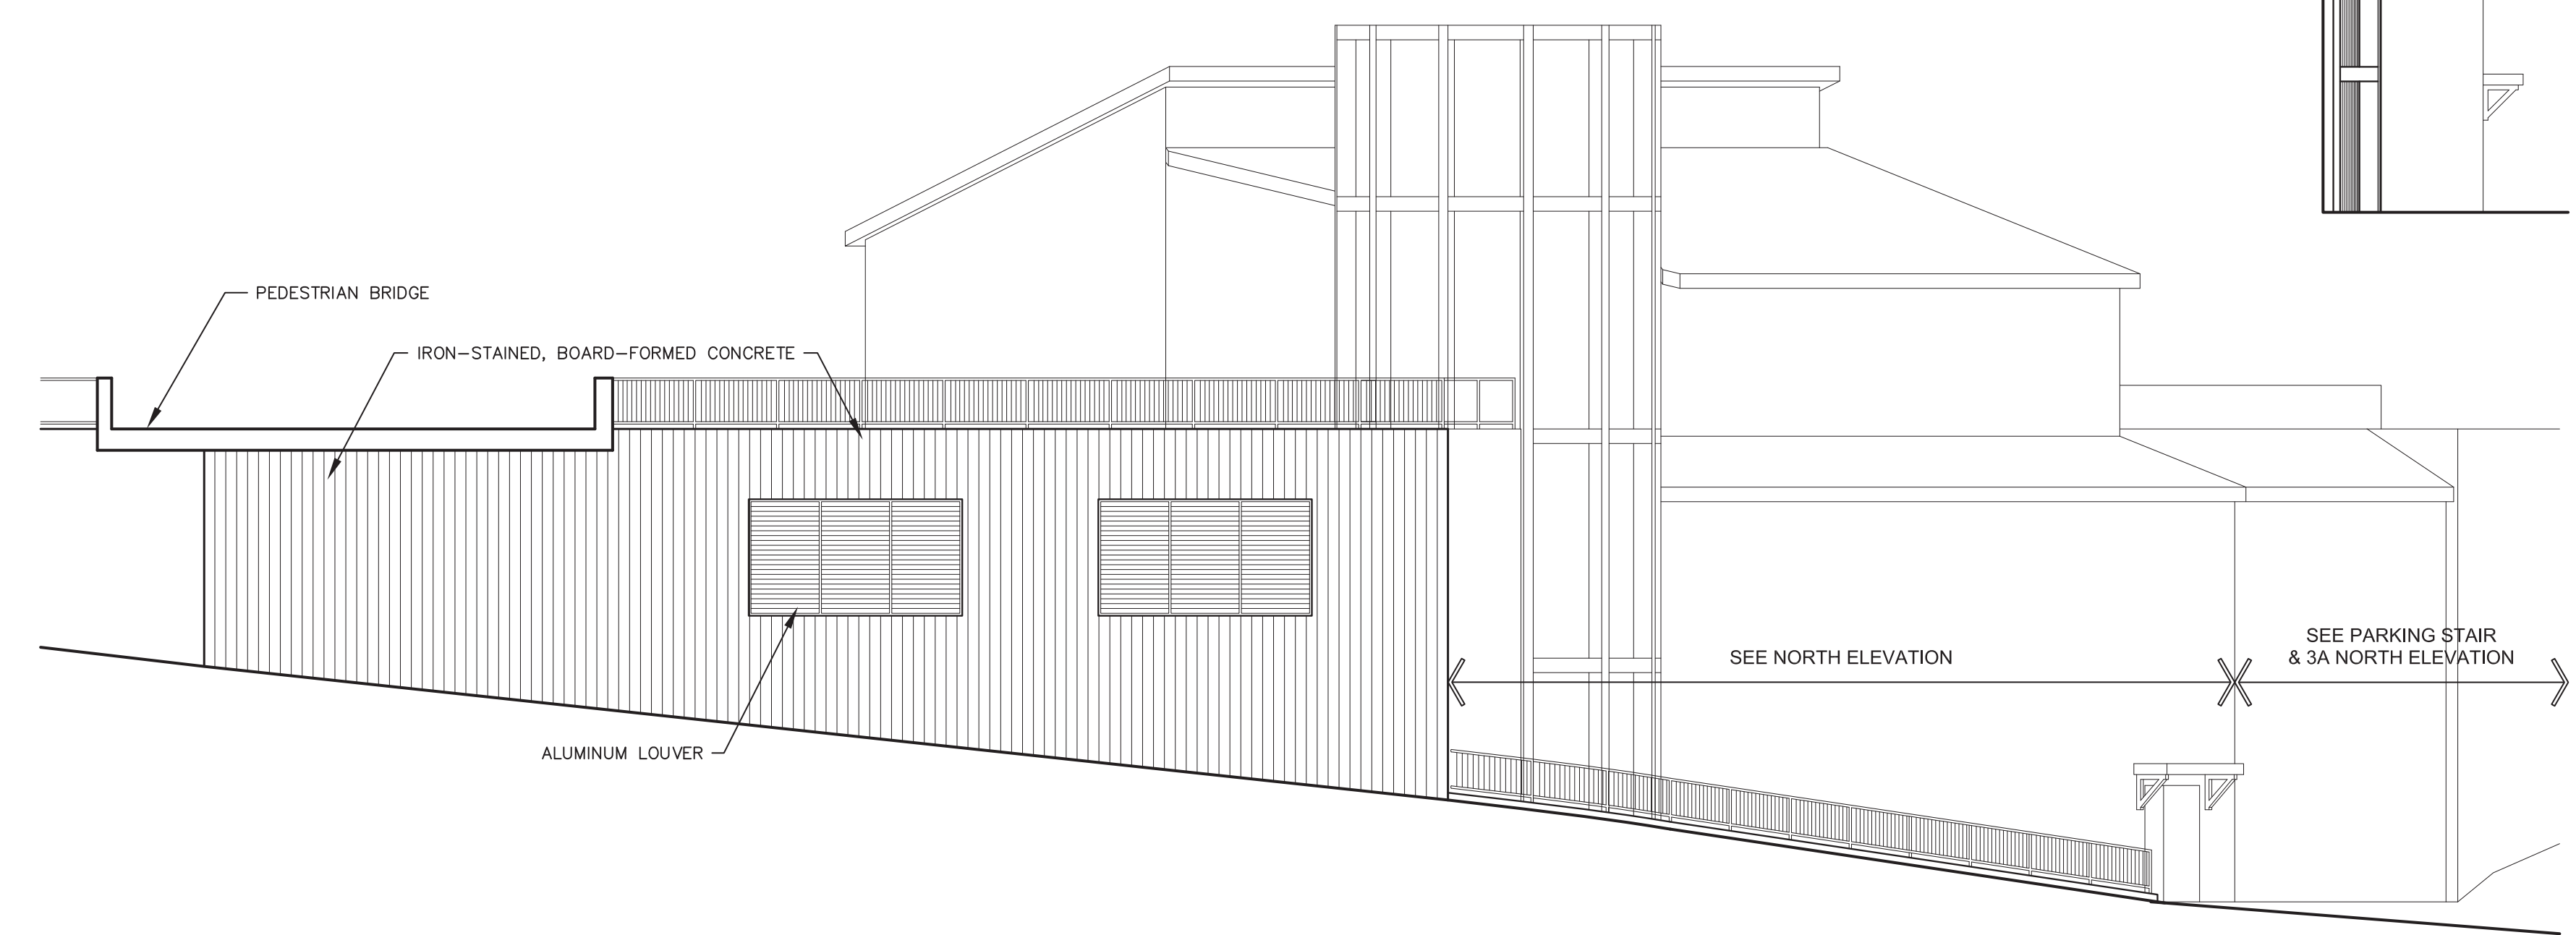 PEDESTRIAN BRIDGE
IRON-STAINED, BOARD-FORMED CONCRETE
ALUMINUM LOUVER
SEE NORTH ELEVATION
SEE PARKING STAIR
& 3A NORTH ELEVATION